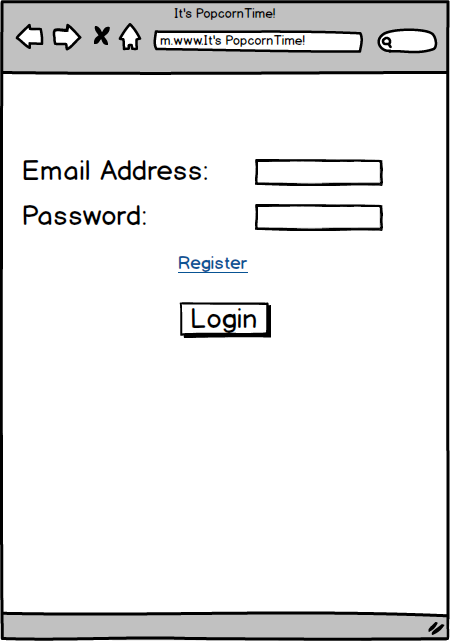 It's PopcornTime!
m.www.It's PopcornTime!
Email Address:
Password:
Register
Login